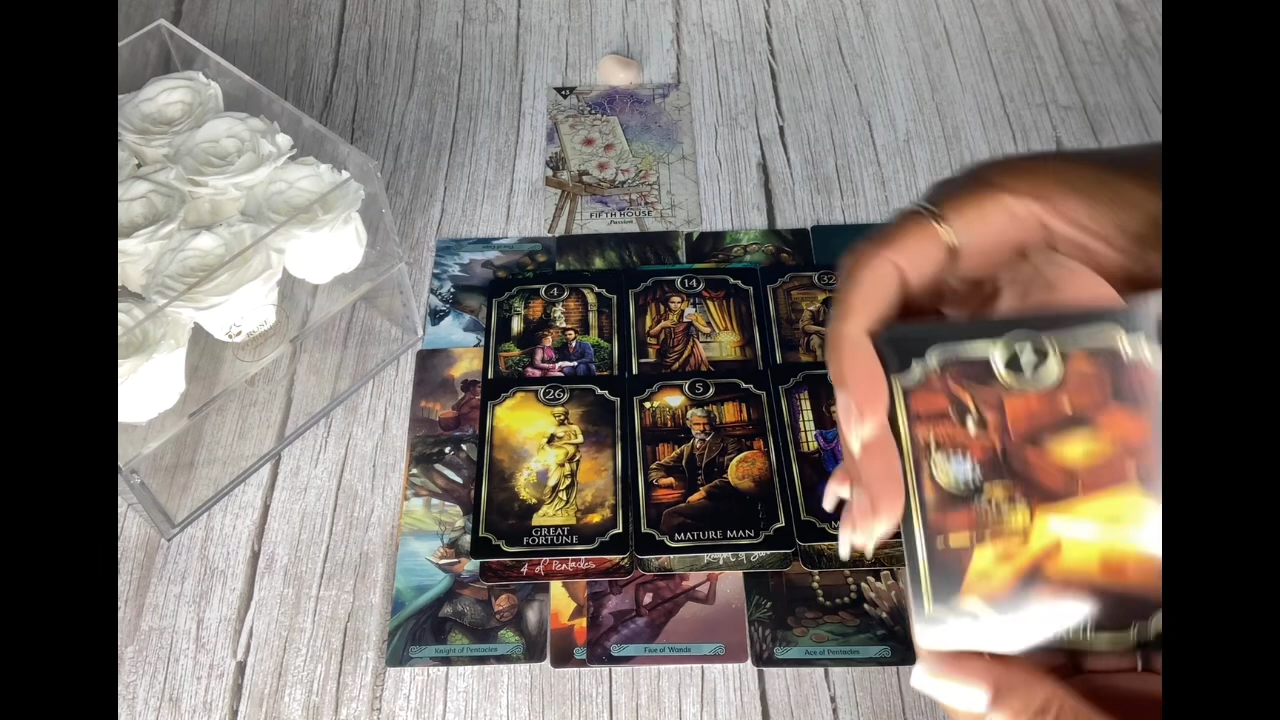 43
FIFTH HOUSE
Passion
4
14
32
26
5
GREAT
FORTUNE
MATURE MAN
M
4 of Pentacles
Knight of Pentacles
Five of Wands
Ace of Pentacles